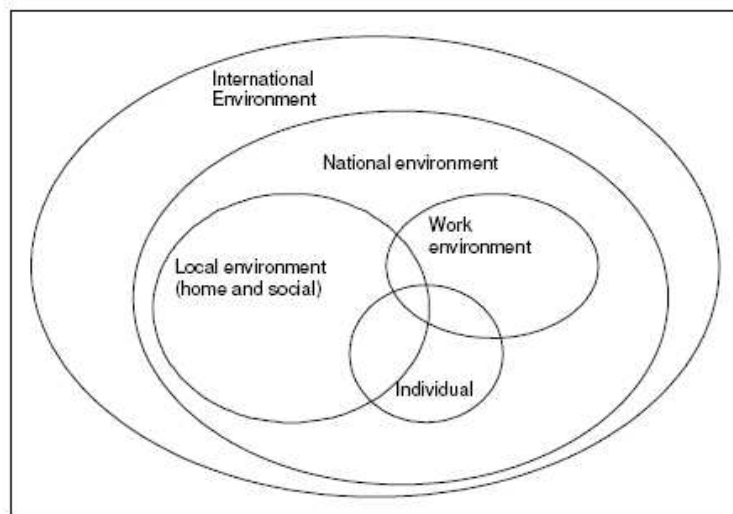 International
Environment
National environment
Work
environment
Local environment
(home and social)
Individual